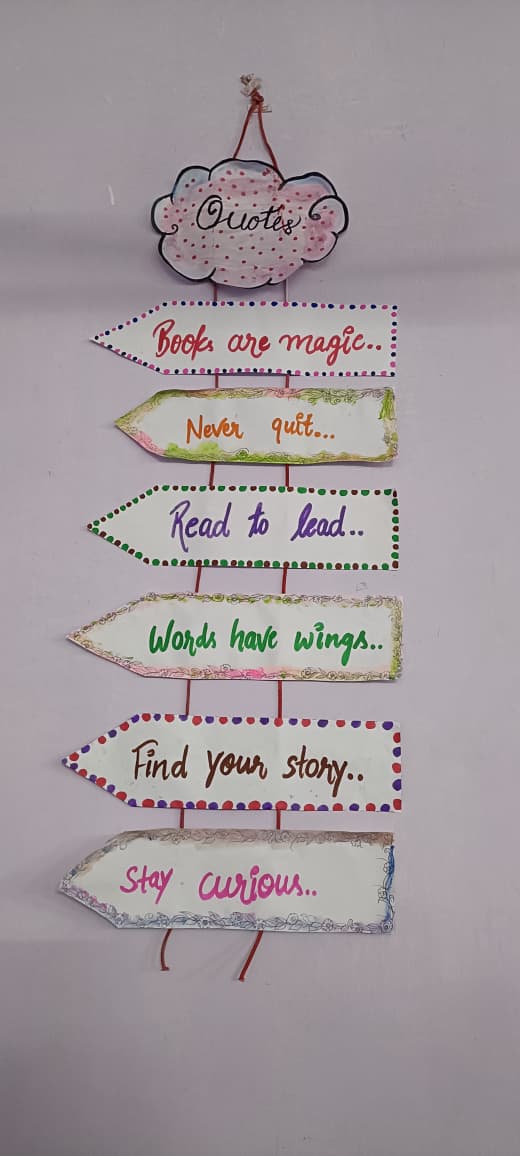 Quotes
Books are magic..
Never quit...
Read to lead..
Words have wings..
Find your story..
Stay curious..